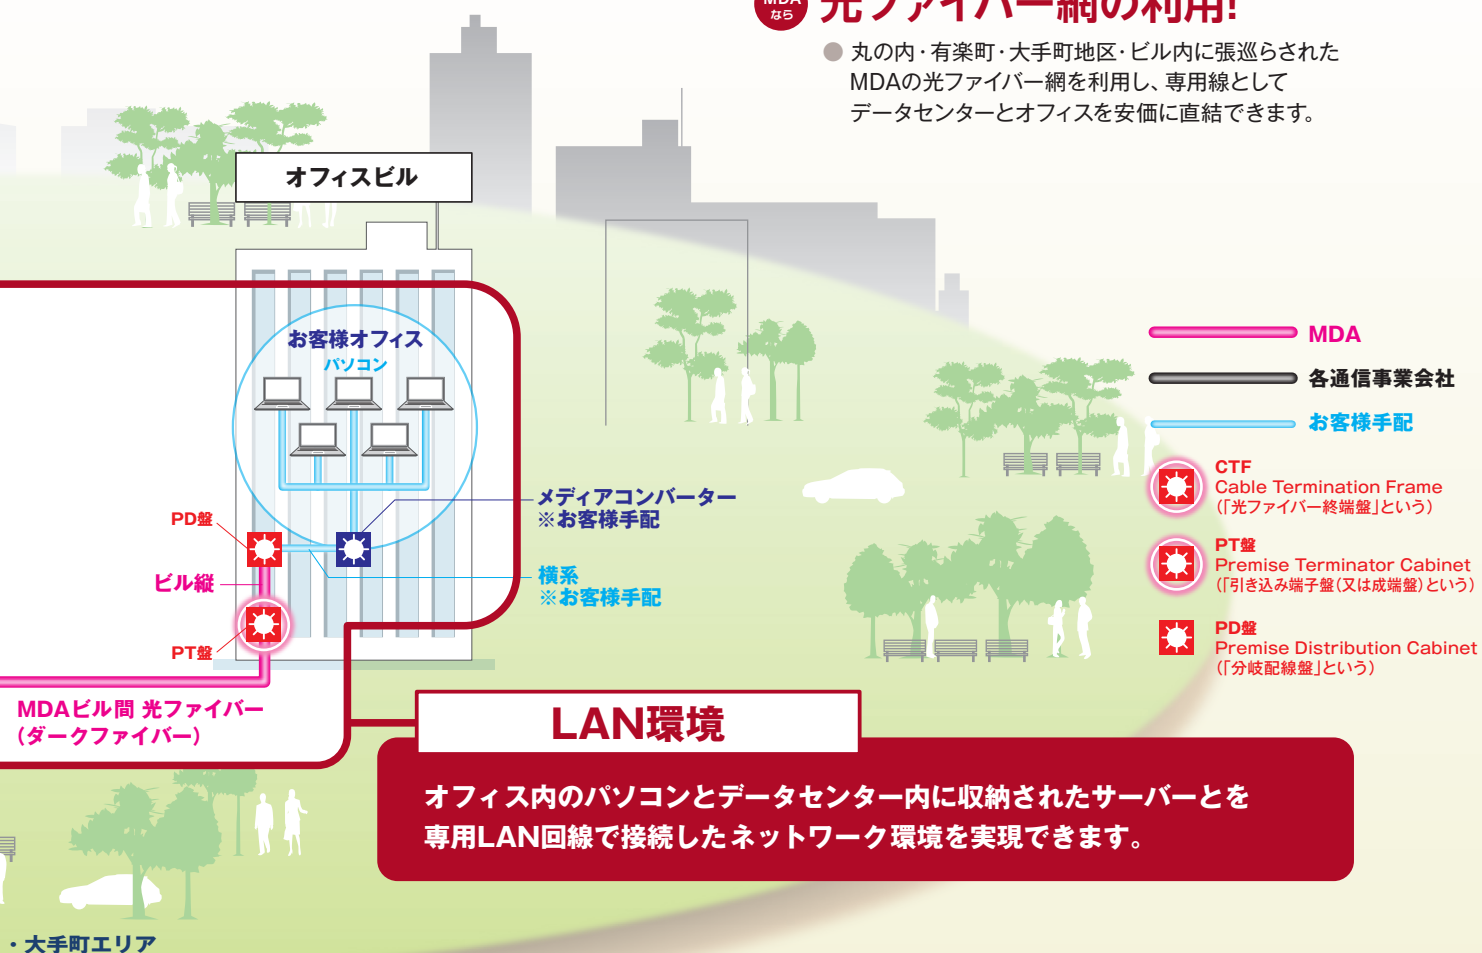 なら
光ファイバー網の利用!
● 丸の内・有楽町・大手町地区・ビル内に張巡らされた
MDAの光ファイバー網を利用し、専用線として
データセンターとオフィスを安価に直結できます。
オフィスビル
お客様オフィス
パソコン
PD盤
ビル縦
PT盤
メディアコンバーター
※お客様手配
横系
※お客様手配
MDAビル間 光ファイバー
(ダークファイバー)
MDA
各通信事業会社
お客様手配
CTF
Cable Termination Frame
(「光ファイバー終端盤」という)
PT盤
Premise Terminator Cabinet
(「引き込み端子盤(又は成端盤)という)
PD盤
Premise Distribution Cabinet
(「分岐配線盤」という)
LAN環境
オフィス内のパソコンとデータセンター内に収納されたサーバーとを
専用LAN回線で接続したネットワーク環境を実現できます。
・大手町エリア